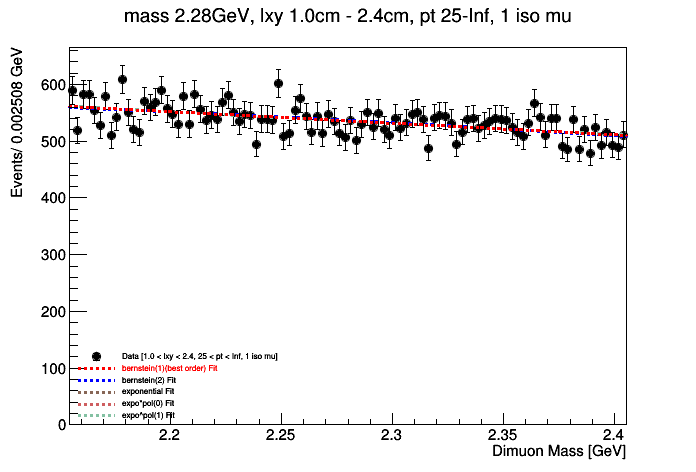 mass 2.28GeV, lxy 1.0cm - 2.4cm, pt 25-Inf, 1 iso mu
Events/ 0.002508 GeV
600
500
400
300
200
100
0
Data [1.0 < lxy < 2.4, 25 < pt < Inf, 1 iso mu]
bernstein(1)(best order) Fit
bernstein(2) Fit
exponential Fit
expo*pol(0) Fit
expo^pol(1) Fit
2.2
2.25
2.3
2.35
2.4
Dimuon Mass [GeV]